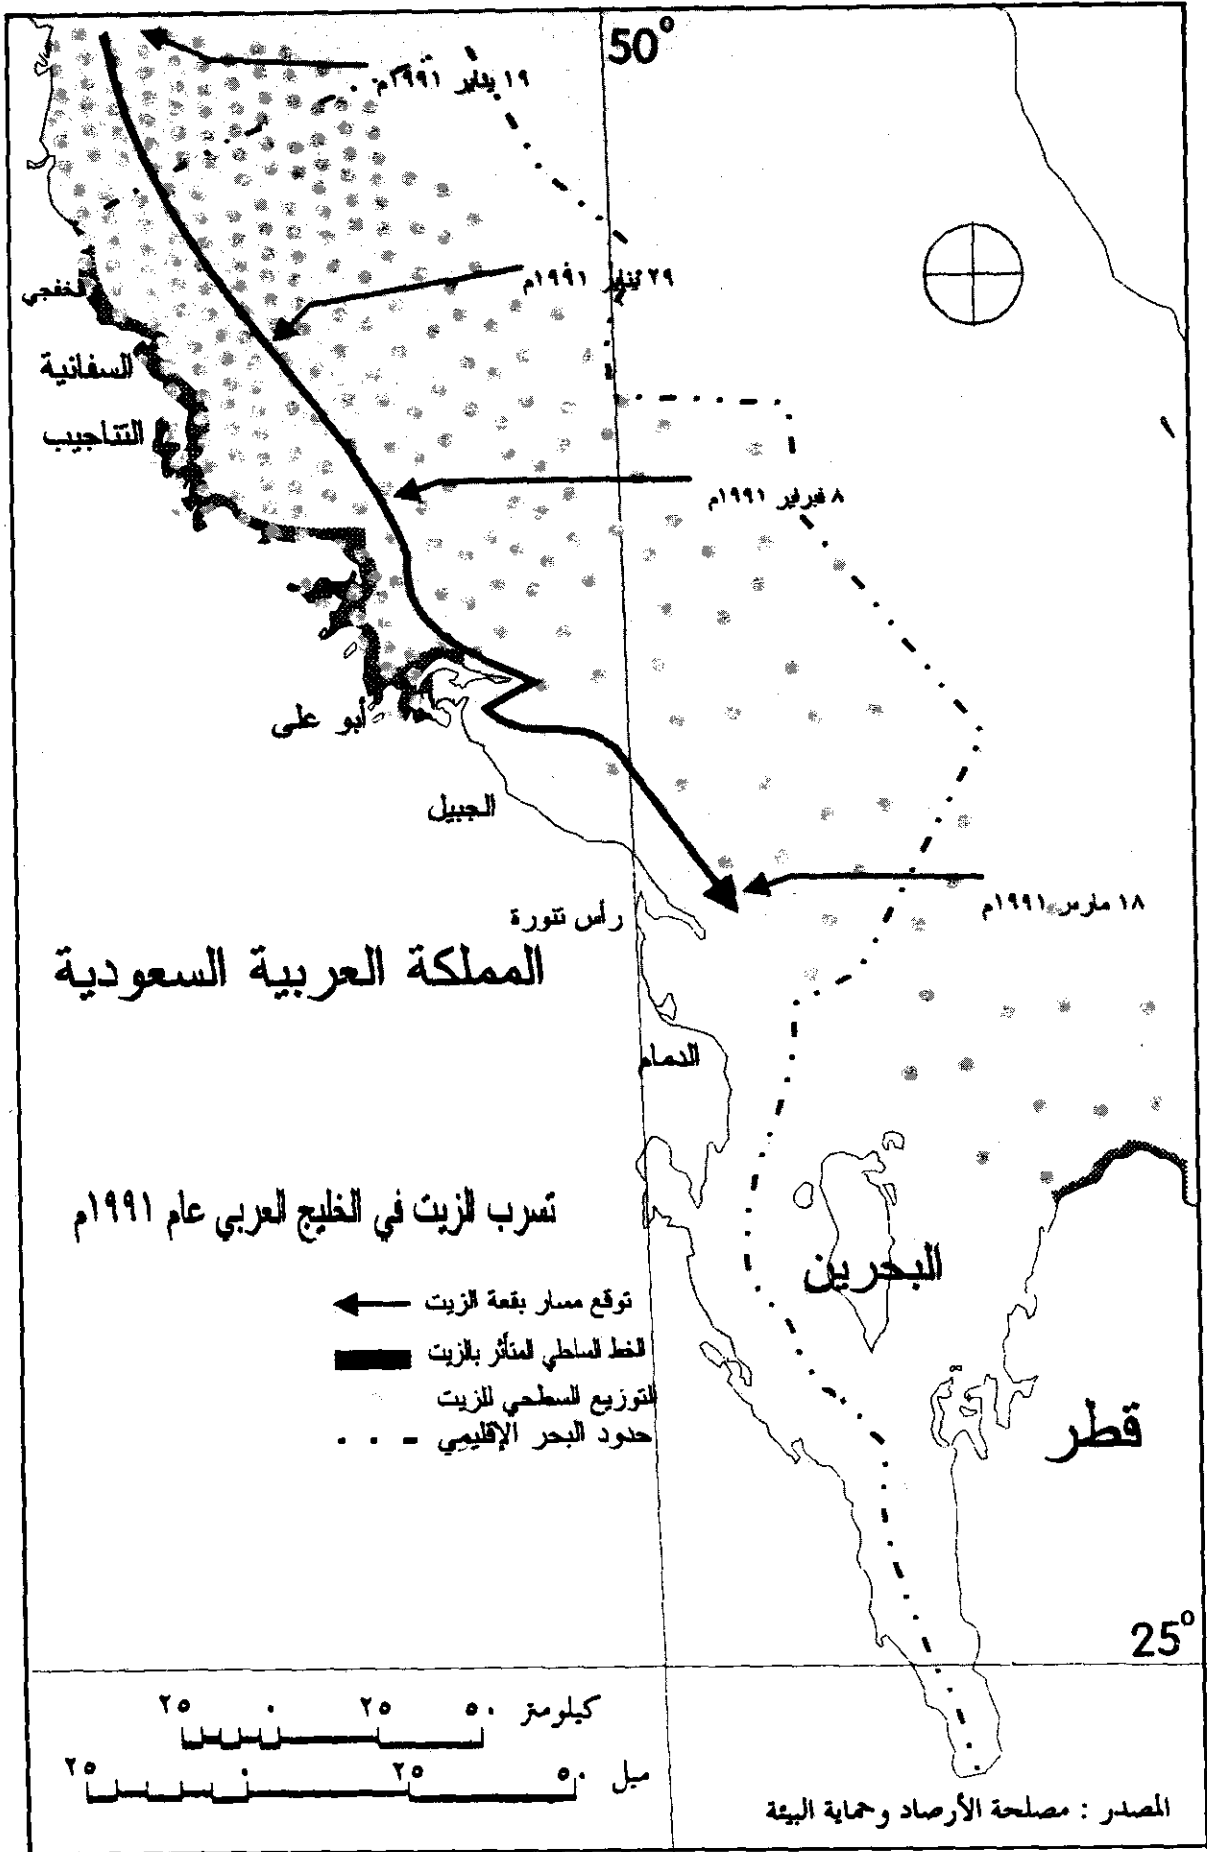 50°
١٩ يناير ١٩٩١م
٢٩ يناير ١٩٩١م
الخفجي
السفانية
التناجيب
٨ فبراير ١٩٩١م
أبو علي
الجبيل
١٨ مارس ١٩٩١م
رأس تنورة
المملكة العربية السعودية
الدمام
تسرب الزيت في الخليج العربي عام ١٩٩١م
البحرين
توقع مسار بقعة الزيت
الخط الساطي المتأثر بالزيت
التوزيع السطحي للزيت
حدود البحر الإقليمي
قطر
25°
٢٥ ٠ ٢٥ ٥٠ كيلومتر
٢٥ ٠ ٢٥ ٥٠ ميل
المصدر : مصلحة الأرصاد وحماية البيئة